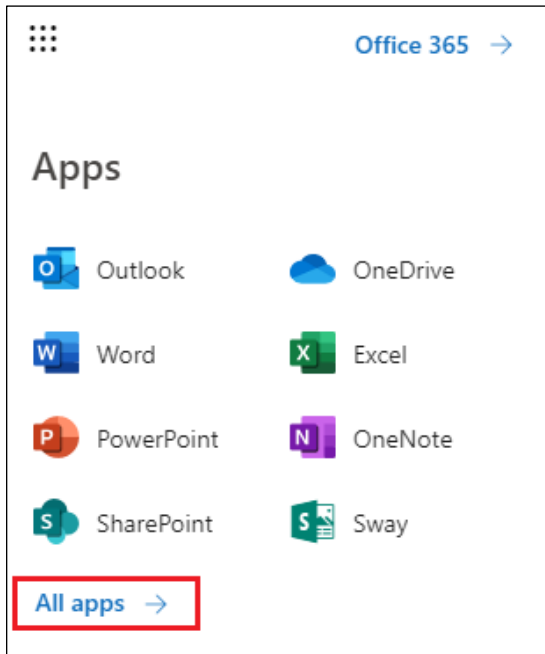 Office 365 →
Apps
Outlook OneDrive
Word Excel
PowerPoint OneNote
SharePoint Sway
All apps →